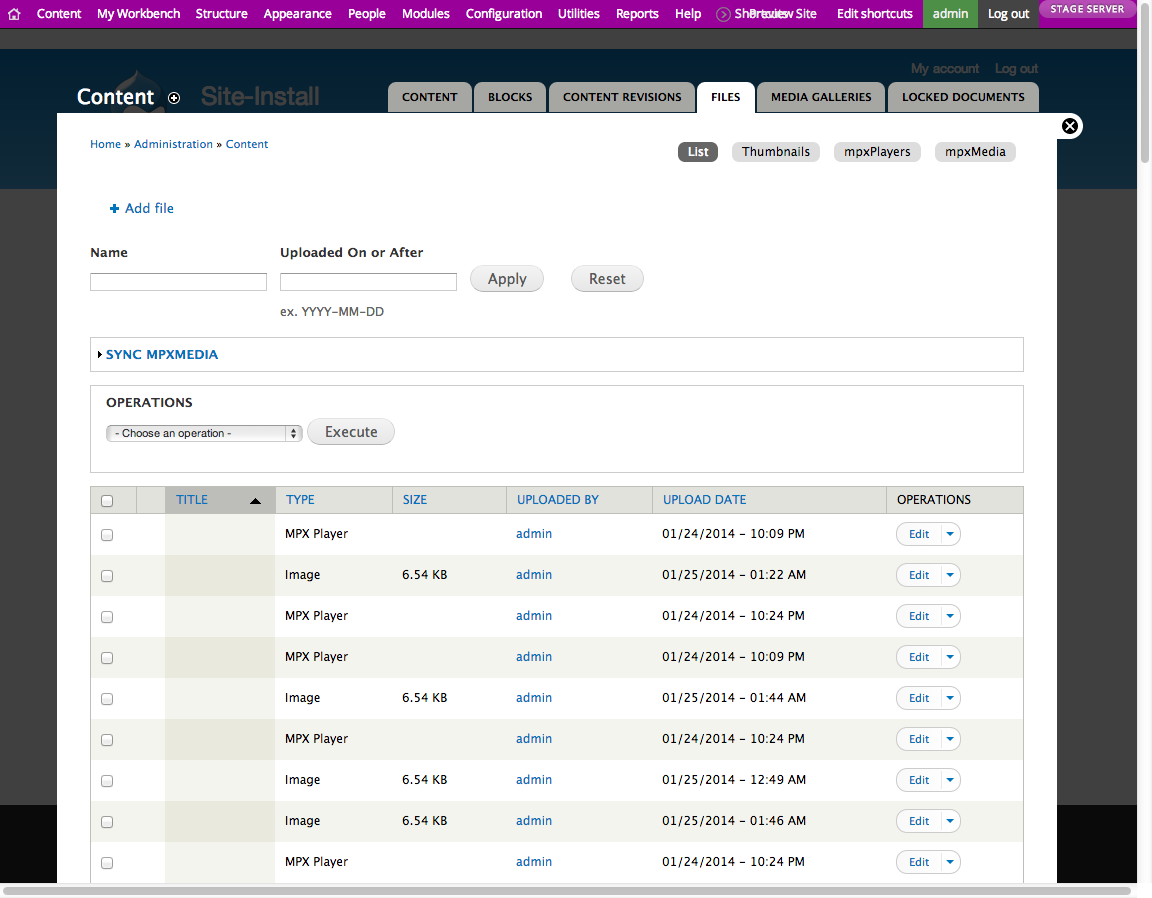 Content My Workbench Structure Appearance People Modules Configuration Utilities Reports Help Preview Site Edit shortcuts admin Log out STAGE SERVER
My account Log out
Content Site-Install CONTENT BLOCKS CONTENT REVISIONS FILES MEDIA GALLERIES LOCKED DOCUMENTS
Home » Administration » Content
List Thumbnails mpxPlayers mpxMedia
+ Add file
Name Uploaded On or After
Apply Reset
ex. YYYY-MM-DD
SYNC MPXMEDIA
OPERATIONS
- Choose an operation - Execute
TITLE TYPE SIZE UPLOADED BY UPLOAD DATE OPERATIONS
MPX Player admin 01/24/2014 - 10:09 PM Edit
Image 6.54 KB admin 01/25/2014 - 01:22 AM Edit
MPX Player admin 01/24/2014 - 10:24 PM Edit
MPX Player admin 01/24/2014 - 10:09 PM Edit
Image 6.54 KB admin 01/25/2014 - 01:44 AM Edit
MPX Player admin 01/24/2014 - 10:24 PM Edit
Image 6.54 KB admin 01/25/2014 - 12:49 AM Edit
Image 6.54 KB admin 01/25/2014 - 01:46 AM Edit
MPX Player admin 01/24/2014 - 10:24 PM Edit